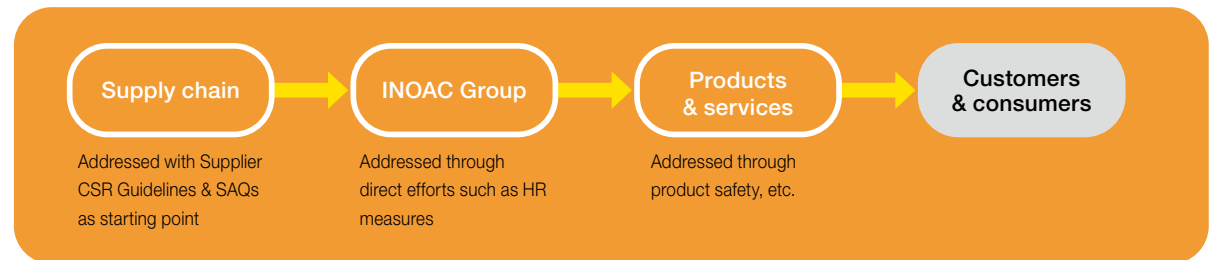 Supply chain
INOAC Group
Products
& services
Customers
& consumers
Addressed with Supplier
CSR Guidelines & SAQs
as starting point
Addressed through
direct efforts such as HR
measures
Addressed through
product safety, etc.